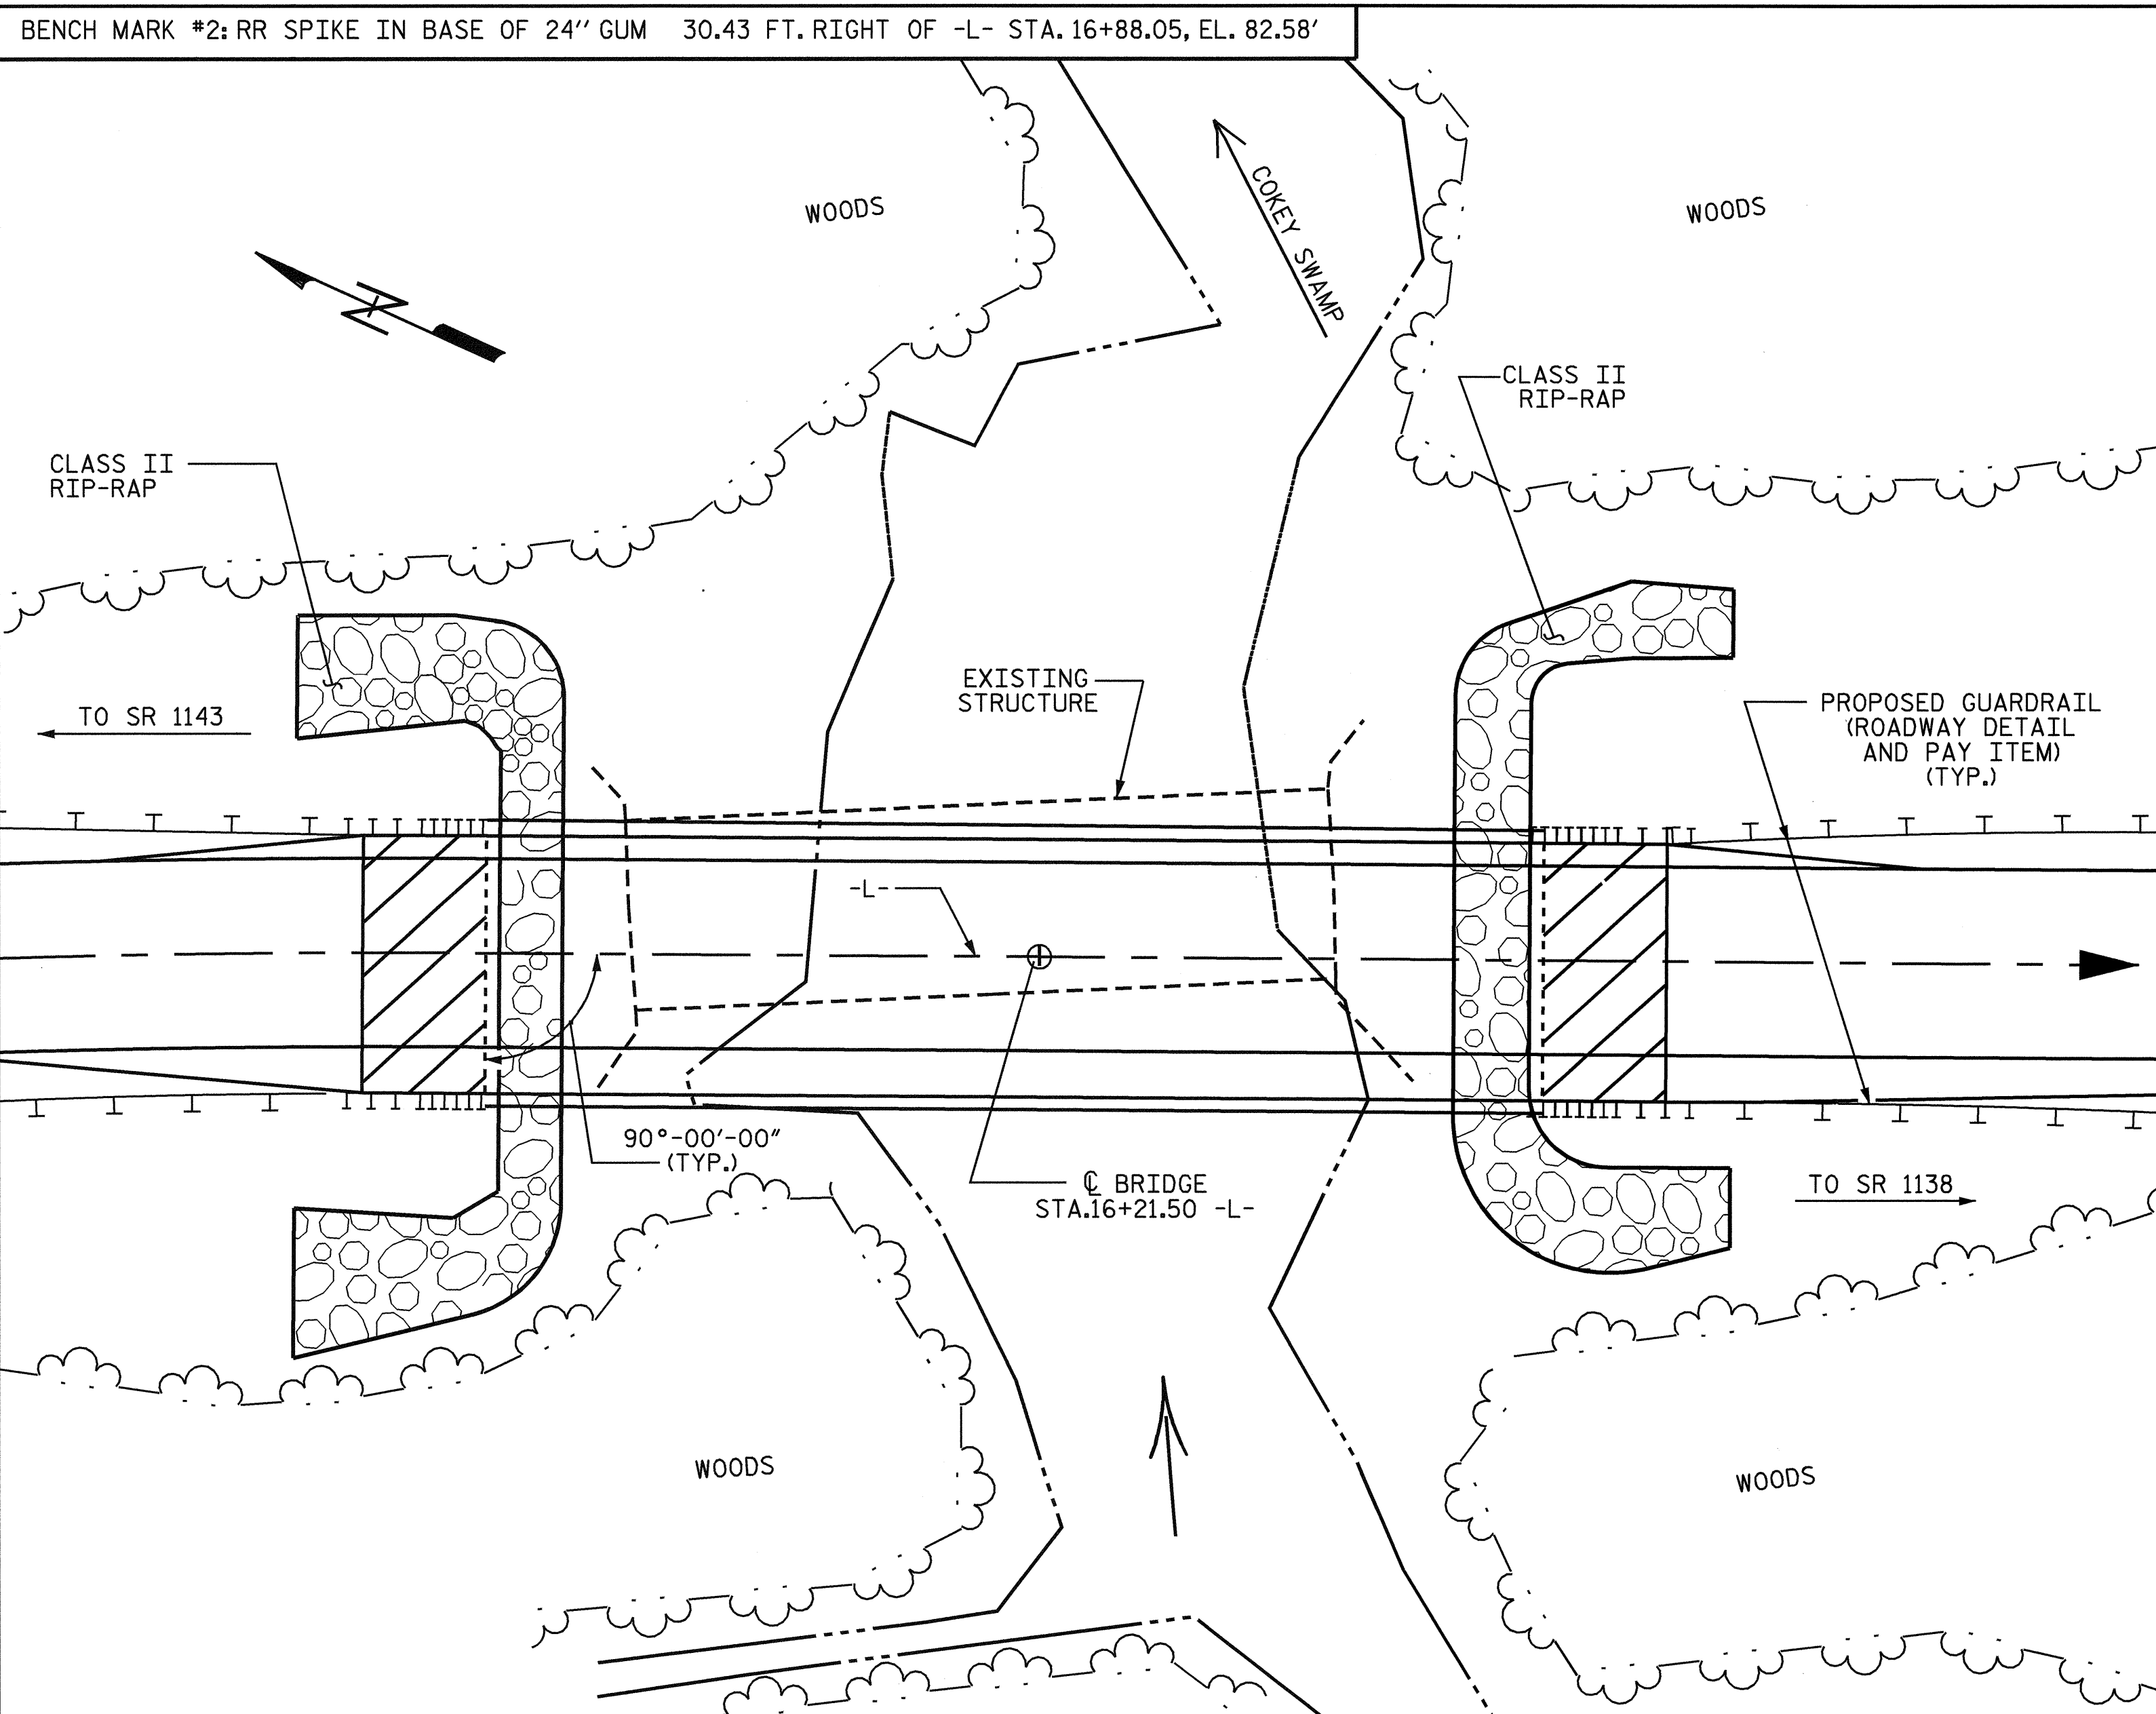 BENCH MARK #2: RR SPIKE IN BASE OF 24" GUM 30.43 FT. RIGHT OF -L- STA. 16+88.05, EL. 82.58'
WOODS
COKEY SWAMP
WOODS
N
CLASS II
RIP-RAP
CLASS II
RIP-RAP
EXISTING
STRUCTURE
TO SR 1143
PROPOSED GUARDRAIL
(ROADWAY DETAIL
AND PAY ITEM)
(TYP.)
-L-
90°-00'-00"
(TYP.)
℄ BRIDGE
STA.16+21.50 -L-
TO SR 1138
WOODS
WOODS